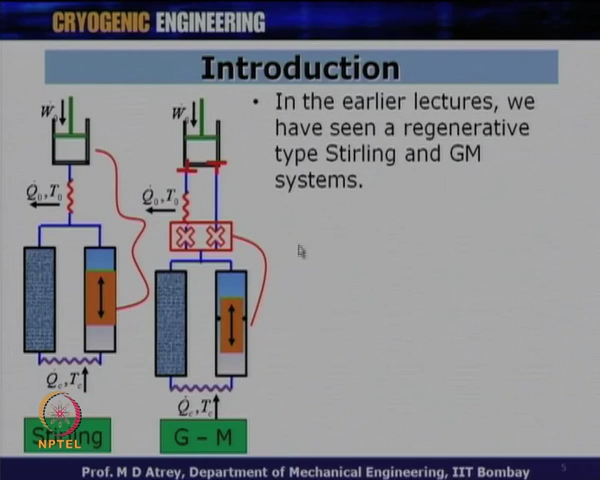 CRYOGENIC ENGINEERING
Introduction
• In the earlier lectures, we
have seen a regenerative
type Stirling and GM
systems.
Q̇₀, T₀
Q̇₀, T₀
Q̇c, Tc
Q̇c, Tc
Stirling
G – M
NPTEL
Prof. M D Atrey, Department of Mechanical Engineering, IIT Bombay
5